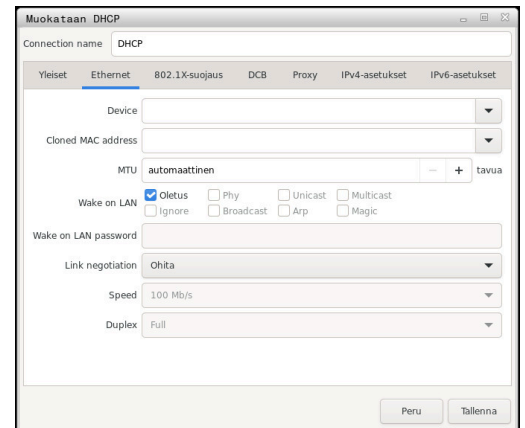 Muokataan DHCP
Connection name DHCP
Yleiset Ethernet 802.1X-suojaus DCB Proxy IPv4-asetukset IPv6-asetukset
Device
Cloned MAC address
MTU automaattinen − + tavua
Wake on LAN
Oletus Phy Unicast Multicast
Ignore Broadcast Arp Magic
Wake on LAN password
Link negotiation Ohita
Speed 100 Mb/s
Duplex Full
Peru Tallenna